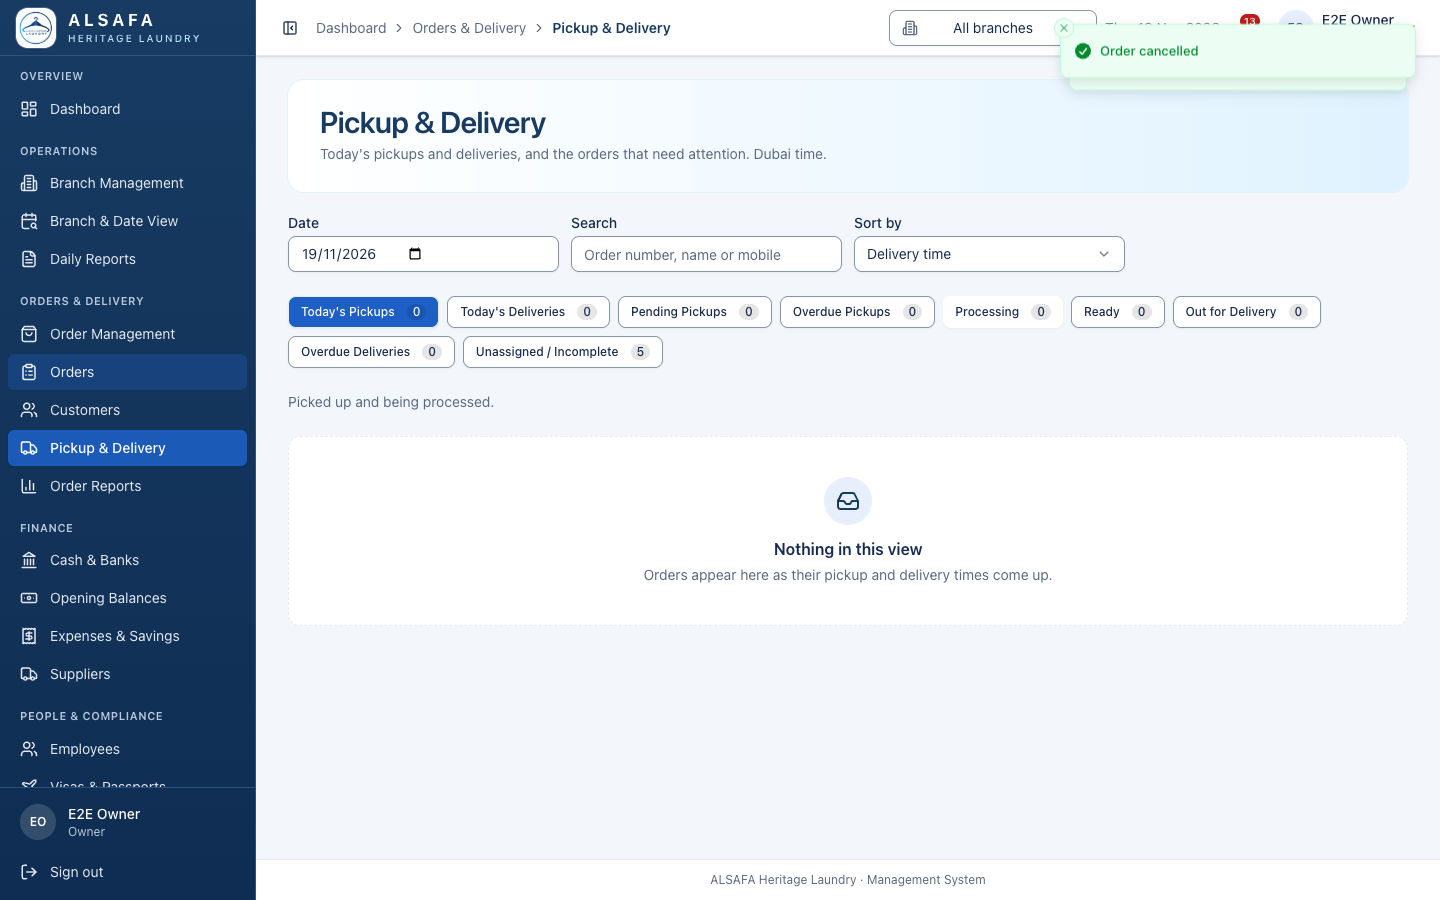 ALSAFA
HERITAGE LAUNDRY
OVERVIEW
Dashboard
OPERATIONS
Branch Management
Branch & Date View
Daily Reports
ORDERS & DELIVERY
Order Management
Orders
Customers
Pickup & Delivery
Order Reports
FINANCE
Cash & Banks
Opening Balances
Expenses & Savings
Suppliers
PEOPLE & COMPLIANCE
Employees
Visas & Passports
EO
E2E Owner
Owner
Sign out
Dashboard > Orders & Delivery > Pickup & Delivery
All branches
13
E2E Owner
Order cancelled
Pickup & Delivery
Today's pickups and deliveries, and the orders that need attention. Dubai time.
Date
Search
Sort by
19/11/2026
Order number, name or mobile
Delivery time
Today's Pickups 0
Today's Deliveries 0
Pending Pickups 0
Overdue Pickups 0
Processing 0
Ready 0
Out for Delivery 0
Overdue Deliveries 0
Unassigned / Incomplete 5
Picked up and being processed.
Nothing in this view
Orders appear here as their pickup and delivery times come up.
ALSAFA Heritage Laundry · Management System